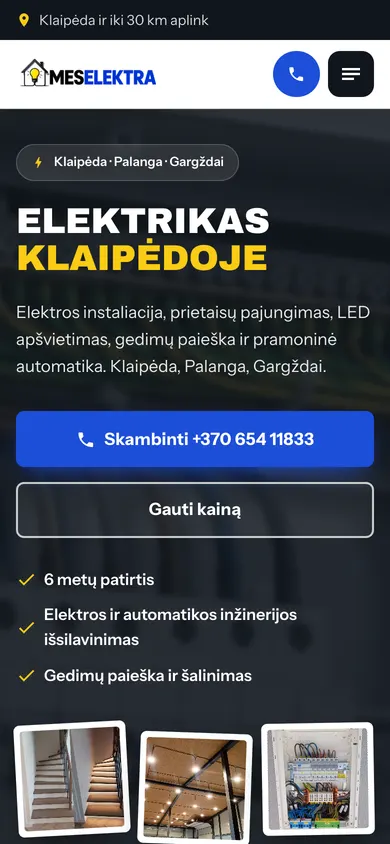 Klaipėda ir iki 30 km aplink
MESELEKTRA
Klaipėda · Palanga · Gargždai
ELEKTRIKAS
KLAIPĖDOJE
Elektros instaliacija, prietaisų pajungimas, LED
apšvietimas, gedimų paieška ir pramoninė
automatika. Klaipėda, Palanga, Gargždai.
Skambinti +370 654 11833
Gauti kainą
6 metų patirtis
Elektros ir automatikos inžinerijos
išsilavinimas
Gedimų paieška ir šalinimas